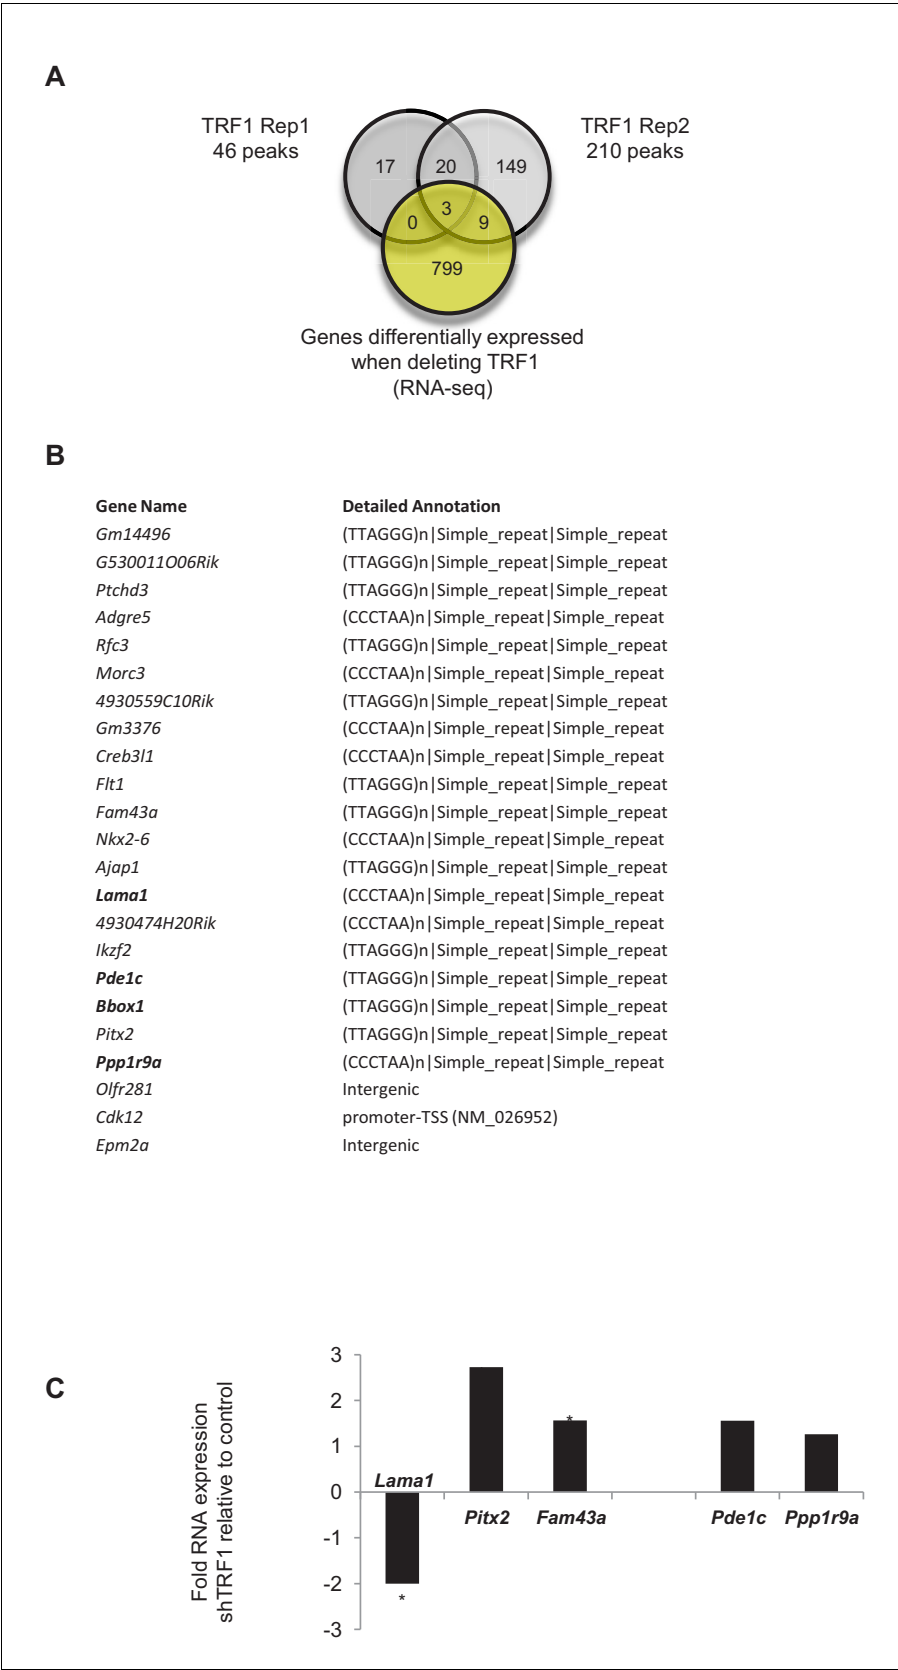 A
TRF1 Rep1
46 peaks
TRF1 Rep2
210 peaks
17
20
149
3
0
9
799
Genes differentially expressed
when deleting TRF1
(RNA-seq)
B
Gene Name Detailed Annotation
Gm14496 (TTAGGG)n|Simple_repeat|Simple_repeat
G530011O06Rik (TTAGGG)n|Simple_repeat|Simple_repeat
Ptchd3 (TTAGGG)n|Simple_repeat|Simple_repeat
Adgre5 (CCCTAA)n|Simple_repeat|Simple_repeat
Rfc3 (TTAGGG)n|Simple_repeat|Simple_repeat
Morc3 (CCCTAA)n|Simple_repeat|Simple_repeat
4930559C10Rik (TTAGGG)n|Simple_repeat|Simple_repeat
Gm3376 (CCCTAA)n|Simple_repeat|Simple_repeat
Creb3l1 (CCCTAA)n|Simple_repeat|Simple_repeat
Flt1 (TTAGGG)n|Simple_repeat|Simple_repeat
Fam43a (TTAGGG)n|Simple_repeat|Simple_repeat
Nkx2-6 (CCCTAA)n|Simple_repeat|Simple_repeat
Ajap1 (TTAGGG)n|Simple_repeat|Simple_repeat
Lama1 (CCCTAA)n|Simple_repeat|Simple_repeat
4930474H20Rik (CCCTAA)n|Simple_repeat|Simple_repeat
Ikzf2 (TTAGGG)n|Simple_repeat|Simple_repeat
Pde1c (TTAGGG)n|Simple_repeat|Simple_repeat
Bbox1 (TTAGGG)n|Simple_repeat|Simple_repeat
Pitx2 (TTAGGG)n|Simple_repeat|Simple_repeat
Ppp1r9a (CCCTAA)n|Simple_repeat|Simple_repeat
Olfr281 Intergenic
Cdk12 promoter-TSS (NM_026952)
Epm2a Intergenic
C
Fold RNA expression
shTRF1 relative to control
3
2
1
0
-1
-2
-3
Lama1
*
Pitx2
*
Fam43a
Pde1c
Ppp1r9a